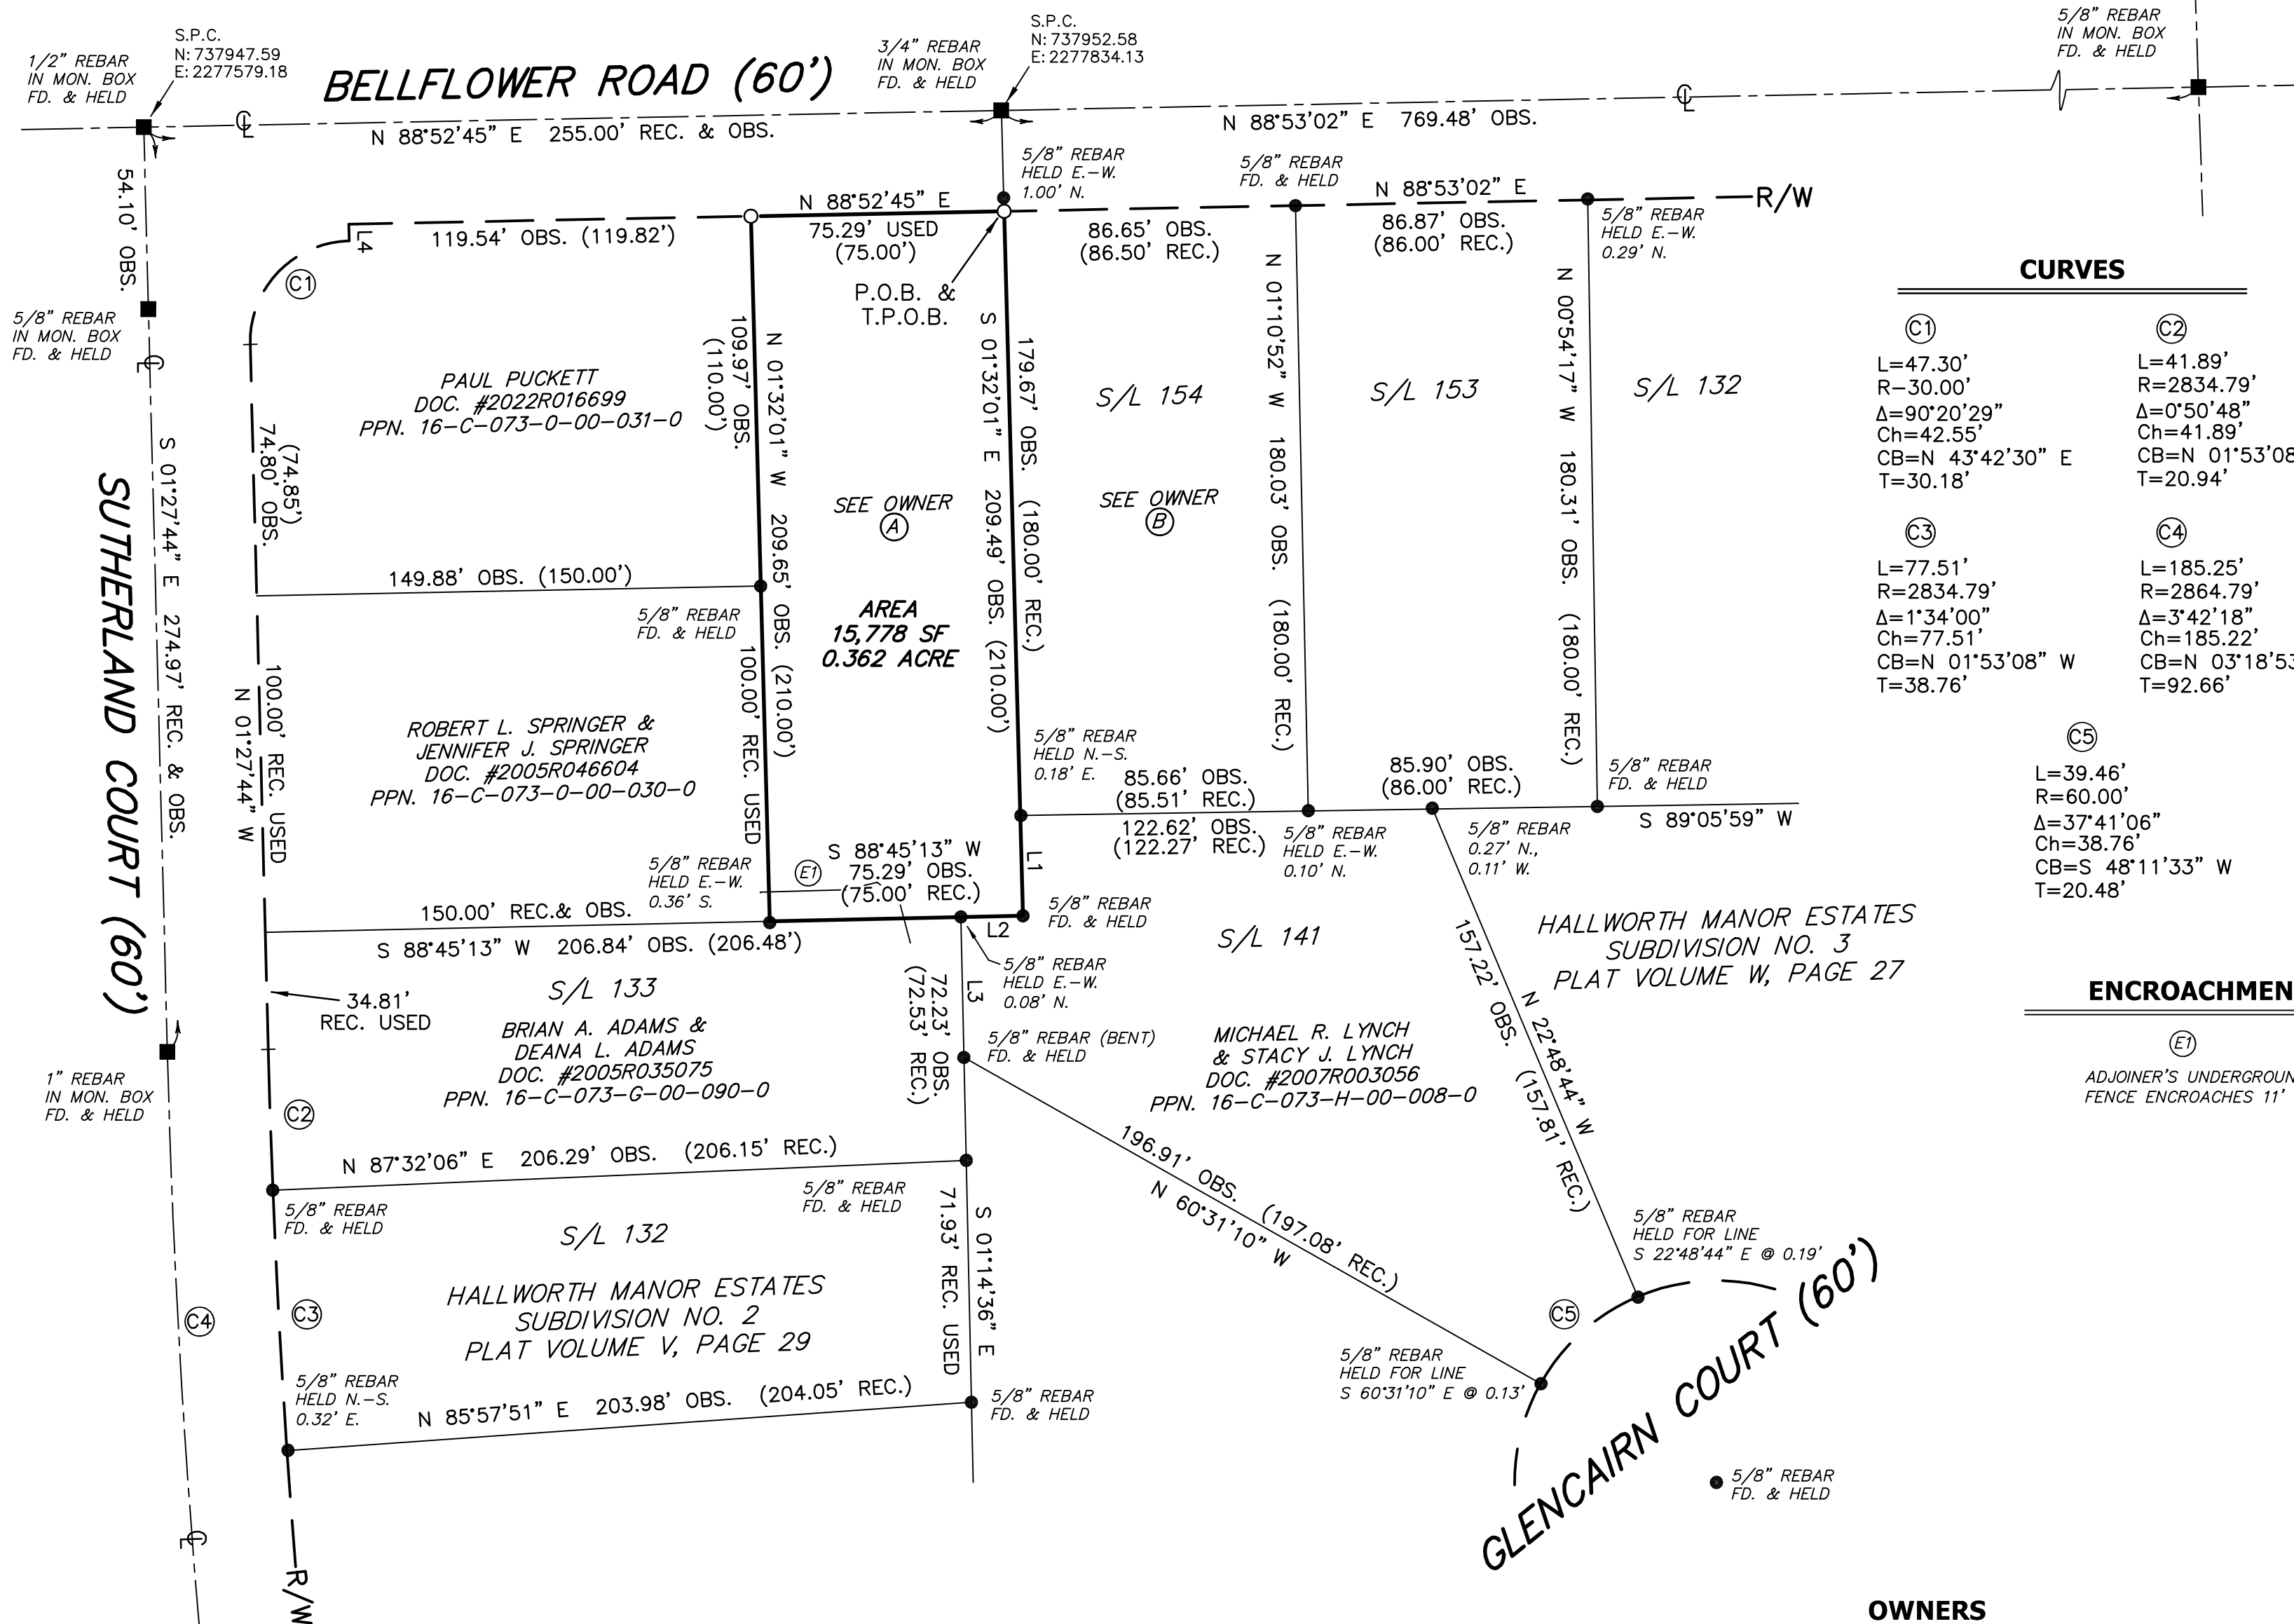 1/2” REBAR
IN MON. BOX
FD. & HELD
S.P.C.
N: 737947.59
E: 2277579.18
BELLFLOWER ROAD (60’)
3/4” REBAR
IN MON. BOX
FD. & HELD
S.P.C.
N: 737952.58
E: 2277834.13
5/8” REBAR
IN MON. BOX
FD. & HELD
N 88°52’45” E 255.00’ REC. & OBS.
N 88°53’02” E 769.48’ OBS.
54.10’ OBS.
5/8” REBAR
HELD E.–W.
1.00’ N.
5/8” REBAR
FD. & HELD
N 88°53’02” E
R/W
N 88°52’45” E
75.29’ USED
(75.00’)
119.54’ OBS. (119.82’)
L4
86.65’ OBS.
(86.50’ REC.)
86.87’ OBS.
(86.00’ REC.)
5/8” REBAR
HELD E.–W.
0.29’ N.
P.O.B. &
T.P.O.B.
C1
5/8” REBAR
IN MON. BOX
FD. & HELD
PAUL PUCKETT
DOC. #2022R016699
PPN. 16–C–073–0–00–031–0
109.97’ OBS.
(110.00’)
N 01°32’01” W 209.65’ OBS. (210.00’)
S 01°32’01” E 209.49’ OBS. (210.00’)
179.67’ OBS. (180.00’ REC.)
N 01°10’52” W 180.03’ OBS. (180.00’ REC.)
N 00°54’17” W 180.31’ OBS. (180.00’ REC.)
S/L 154
S/L 153
S/L 132
SEE OWNER
A
SEE OWNER
B
(74.85’)
74.80’ OBS.
SUTHERLAND COURT (60’)
S 01°27’44” E 274.97’ REC. & OBS.
149.88’ OBS. (150.00’)
5/8” REBAR
FD. & HELD
AREA
15,778 SF
0.362 ACRE
100.00’ REC. USED
100.00’ REC. USED
N 01°27’44” W
ROBERT L. SPRINGER &
JENNIFER J. SPRINGER
DOC. #2005R046604
PPN. 16–C–073–0–00–030–0
5/8” REBAR
HELD N.–S.
0.18’ E.
85.66’ OBS.
(85.51’ REC.)
122.62’ OBS.
(122.27’ REC.)
85.90’ OBS.
(86.00’ REC.)
5/8” REBAR
FD. & HELD
S 89°05’59” W
5/8” REBAR
HELD E.–W.
0.10’ N.
5/8” REBAR
0.27’ N.,
0.11’ W.
L1
5/8” REBAR
HELD E.–W.
0.36’ S.
E1
S 88°45’13” W
75.29’ OBS.
(75.00’ REC.)
150.00’ REC.& OBS.
S 88°45’13” W 206.84’ OBS. (206.48’)
L2
5/8” REBAR
FD. & HELD
5/8” REBAR
HELD E.–W.
0.08’ N.
L3
72.23’ OBS.
(72.53’ REC.)
5/8” REBAR (BENT)
FD. & HELD
34.81’
REC. USED
S/L 133
BRIAN A. ADAMS &
DEANA L. ADAMS
DOC. #2005R035075
PPN. 16–C–073–G–00–090–0
S/L 141
MICHAEL R. LYNCH
& STACY J. LYNCH
DOC. #2007R003056
PPN. 16–C–073–H–00–008–0
HALLWORTH MANOR ESTATES
SUBDIVISION NO. 3
PLAT VOLUME W, PAGE 27
157.22’ OBS. (157.81’ REC.)
N 22°48’44” W
1” REBAR
IN MON. BOX
FD. & HELD
C2
N 87°32’06” E 206.29’ OBS. (206.15’ REC.)
5/8” REBAR
FD. & HELD
5/8” REBAR
FD. & HELD
S/L 132
HALLWORTH MANOR ESTATES
SUBDIVISION NO. 2
PLAT VOLUME V, PAGE 29
71.93’ REC. USED
S 01°14’36” E
196.91’ OBS. (197.08’ REC.)
N 60°31’10” W
C4
C3
5/8” REBAR
HELD N.–S.
0.32’ E.
N 85°57’51” E 203.98’ OBS. (204.05’ REC.)
5/8” REBAR
FD. & HELD
5/8” REBAR
HELD FOR LINE
S 22°48’44” E @ 0.19’
C5
5/8” REBAR
HELD FOR LINE
S 60°31’10” E @ 0.13’
GLENCAIRN COURT (60’)
5/8” REBAR
FD. & HELD
R/W
CURVES
C1
L=47.30’
R–30.00’
Δ=90°20’29”
Ch=42.55’
CB=N 43°42’30” E
T=30.18’
C2
L=41.89’
R=2834.79’
Δ=0°50’48”
Ch=41.89’
CB=N 01°53’08
T=20.94’
C3
L=77.51’
R=2834.79’
Δ=1°34’00”
Ch=77.51’
CB=N 01°53’08” W
T=38.76’
C4
L=185.25’
R=2864.79’
Δ=3°42’18”
Ch=185.22’
CB=N 03°18’53
T=92.66’
C5
L=39.46’
R=60.00’
Δ=37°41’06”
Ch=38.76’
CB=S 48°11’33” W
T=20.48’
ENCROACHMEN
E1
ADJOINER’S UNDERGROUN
FENCE ENCROACHES 11’
OWNERS